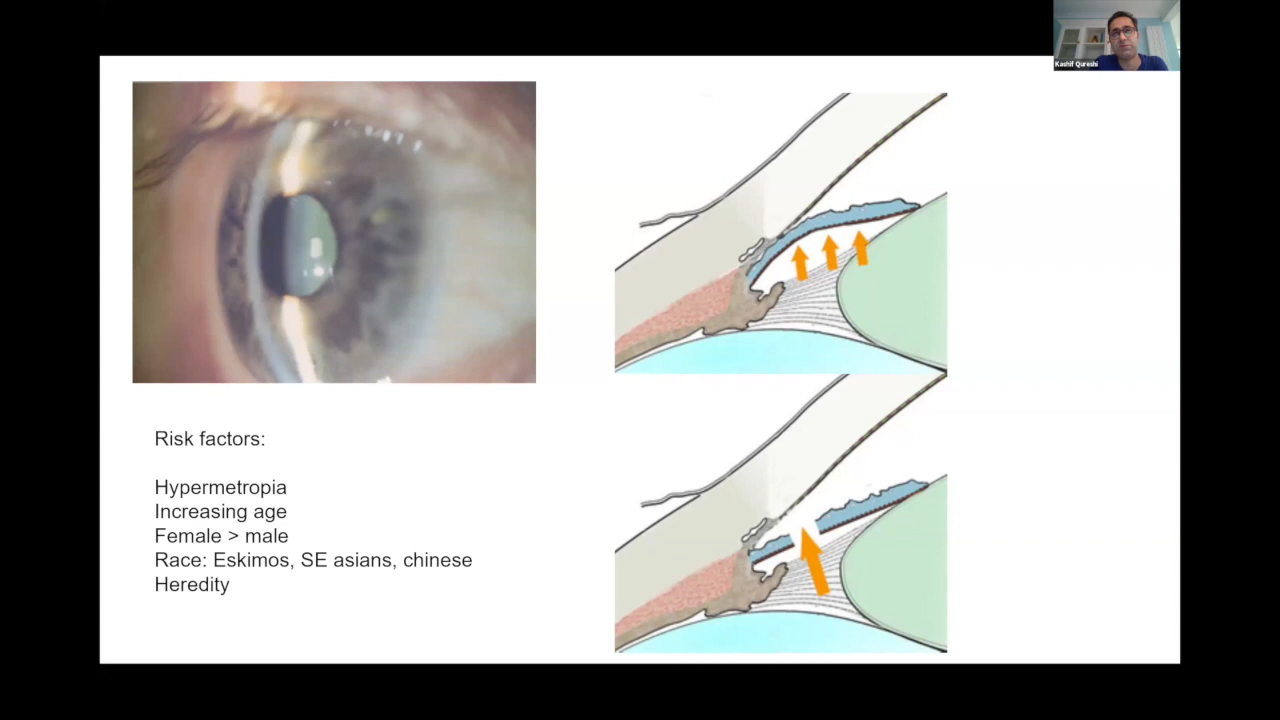 Kashif Qureshi
Risk factors:
Hypermetropia
Increasing age
Female > male
Race: Eskimos, SE asians, chinese
Heredity